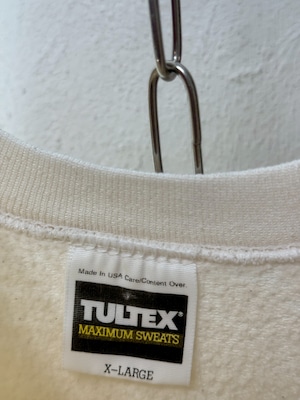 Made in USA Care/Content Over.
TULTEX®
MAXIMUM SWEATS
X-LARGE